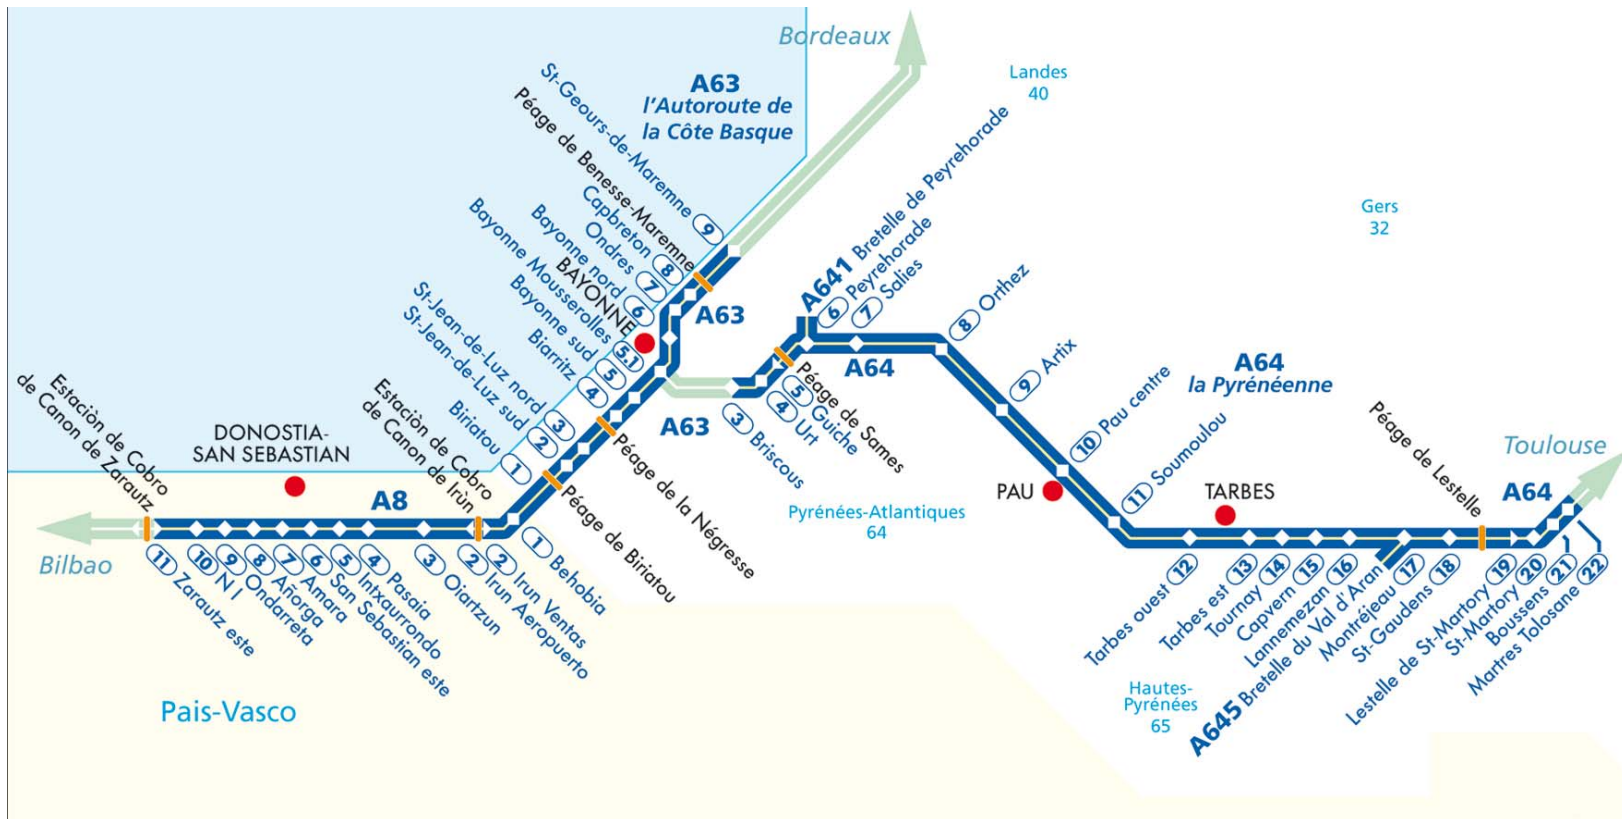 Bordeaux
Landes
40
A63
l'Autoroute de
la Côte Basque
St-Geours-de-Maremne
9
Péage de Benesse-Maremne
Capbreton
8
Ondres
7
Bayonne nord
6
BAYONNE
Bayonne Mousserolles
5.1
Bayonne sud
5
Biarritz
4
St-Jean-de-Luz nord
3
St-Jean-de-Luz sud
2
Biriatou
1
A63
A63
A641 Bretelle de Peyrehorade
6 Peyrehorade
7 Salies
8 Orthez
9 Artix
10 Pau centre
11 Soumoulou
Gers
32
A64
A64
la Pyrénéenne
Péage de Sames
5 Guiche
4 Urt
3 Briscous
Péage de la Négresse
Péage de Biriatou
Estaciòn de Cobro
de Canon de Zarautz
DONOSTIA-
SAN SEBASTIAN
Estaciòn de Cobro
de Canon de Irùn
A8
Bilbao
11 Zarautz este
10 N I
9 Ondarreta
8 Añorga
7 Amara
6 San Sebastian este
5 Intxaurrondo
4 Pasaia
3 Oiartzun
2 Irun Aeropuerto
2 Irun Ventas
1 Behobia
Pais-Vasco
Pyrénées-Atlantiques
64
PAU
TARBES
Péage de Lestelle
Toulouse
A64
Tarbes ouest 12
Tarbes est 13
Tournay 14
Capvern 15
Lannemezan 16
A645 Bretelle du Val d'Aran
Montréjeau 17
St-Gaudens 18
Lestelle de St-Martory 19
St-Martory 20
Boussens 21
Martres Tolosane 22
Hautes-
Pyrénées
65